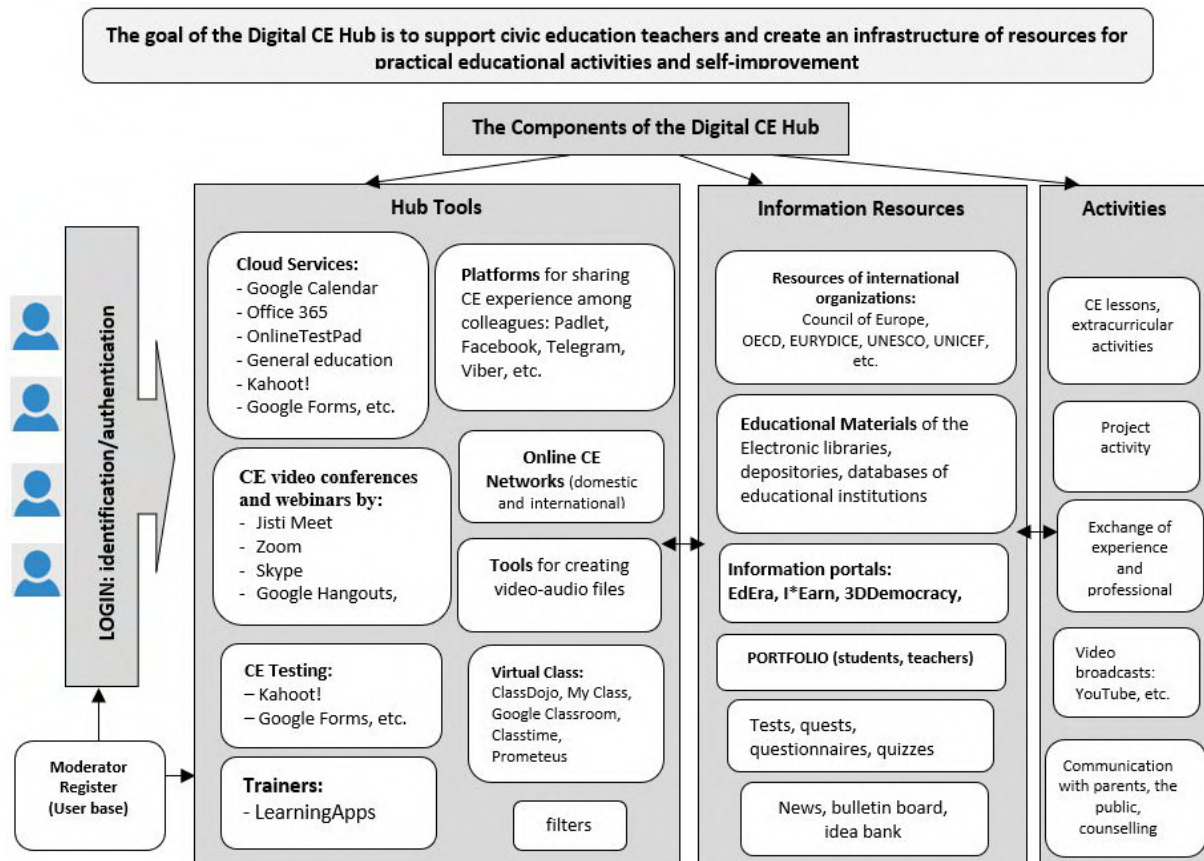 The goal of the Digital CE Hub is to support civic education teachers and create an infrastructure of resources for
practical educational activities and self-improvement
The Components of the Digital CE Hub
LOGIN: identification/authentication
Moderator
Register
(User base)
Hub Tools
Cloud Services:
- Google Calendar
- Office 365
- OnlineTestPad
- General education
- Kahoot!
- Google Forms, etc.
CE video conferences
and webinars by:
- Jisti Meet
- Zoom
- Skype
- Google Hangouts,
CE Testing:
– Kahoot!
– Google Forms, etc.
Trainers:
- LearningApps
Platforms for sharing
CE experience among
colleagues: Padlet,
Facebook, Telegram,
Viber, etc.
Online CE
Networks (domestic
and international)
Tools for creating
video-audio files
Virtual Class:
ClassDojo, My Class,
Google Classroom,
Classtime,
Prometeus
filters
Information Resources
Resources of international
organizations:
Council of Europe,
OECD, EURYDICE, UNESCO, UNICEF,
etc.
Educational Materials of the
Electronic libraries,
depositories, databases of
educational institutions
Information portals:
EdEra, I*Earn, 3DDemocracy,
PORTFOLIO (students, teachers)
Tests, quests,
questionnaires, quizzes
News, bulletin board,
idea bank
Activities
CE lessons,
extracurricular
activities
Project
activity
Exchange of
experience
and
professional
Video
broadcasts:
YouTube, etc.
Communication
with parents, the
public,
counselling